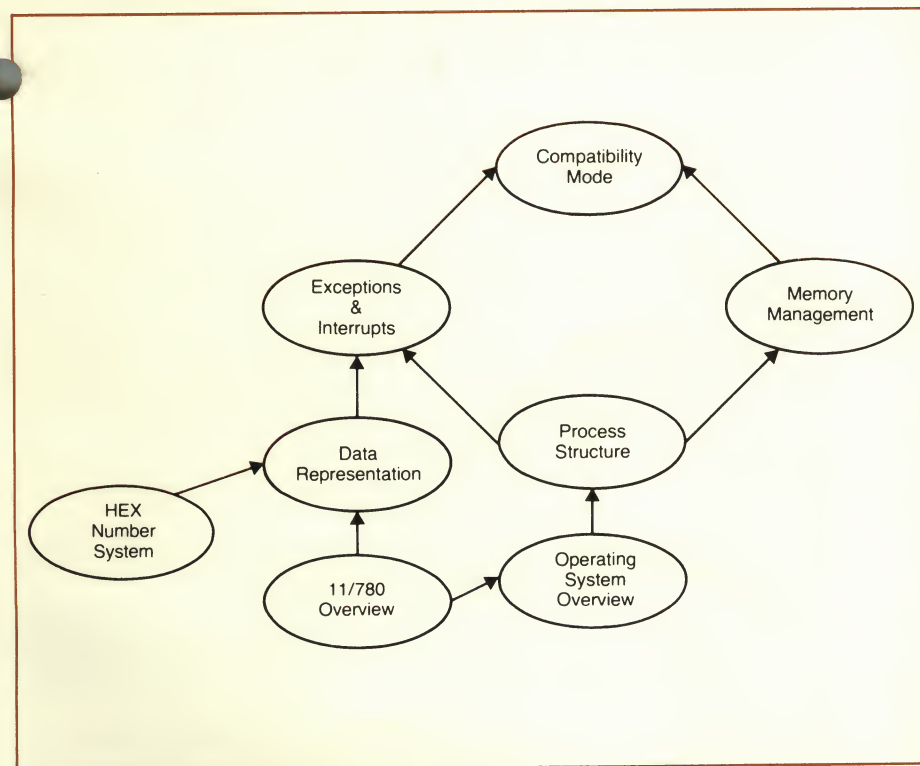 Compatibility
Mode
Exceptions
&
Interrupts
Memory
Management
Data
Representation
Process
Structure
HEX
Number
System
11/780
Overview
Operating
System
Overview